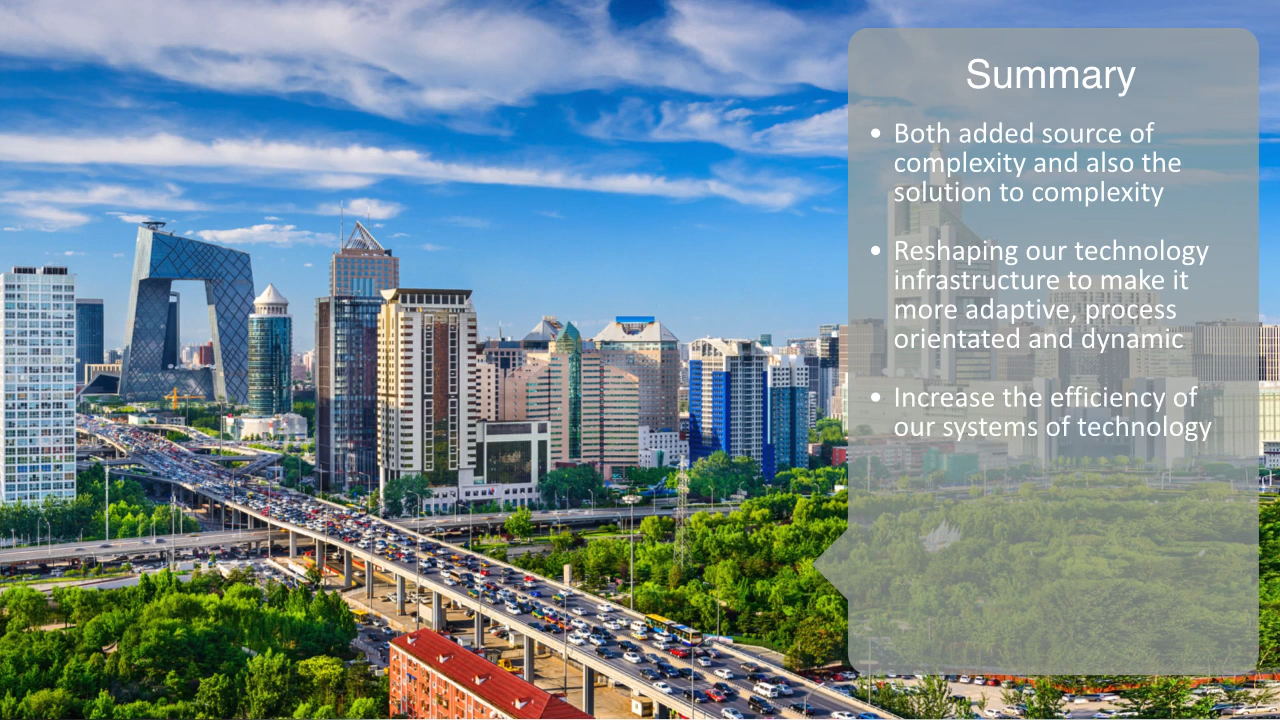 Summary
• Both added source of
complexity and also the
solution to complexity
• Reshaping our technology
infrastructure to make it
more adaptive, process
orientated and dynamic
• Increase the efficiency of
our systems of technology